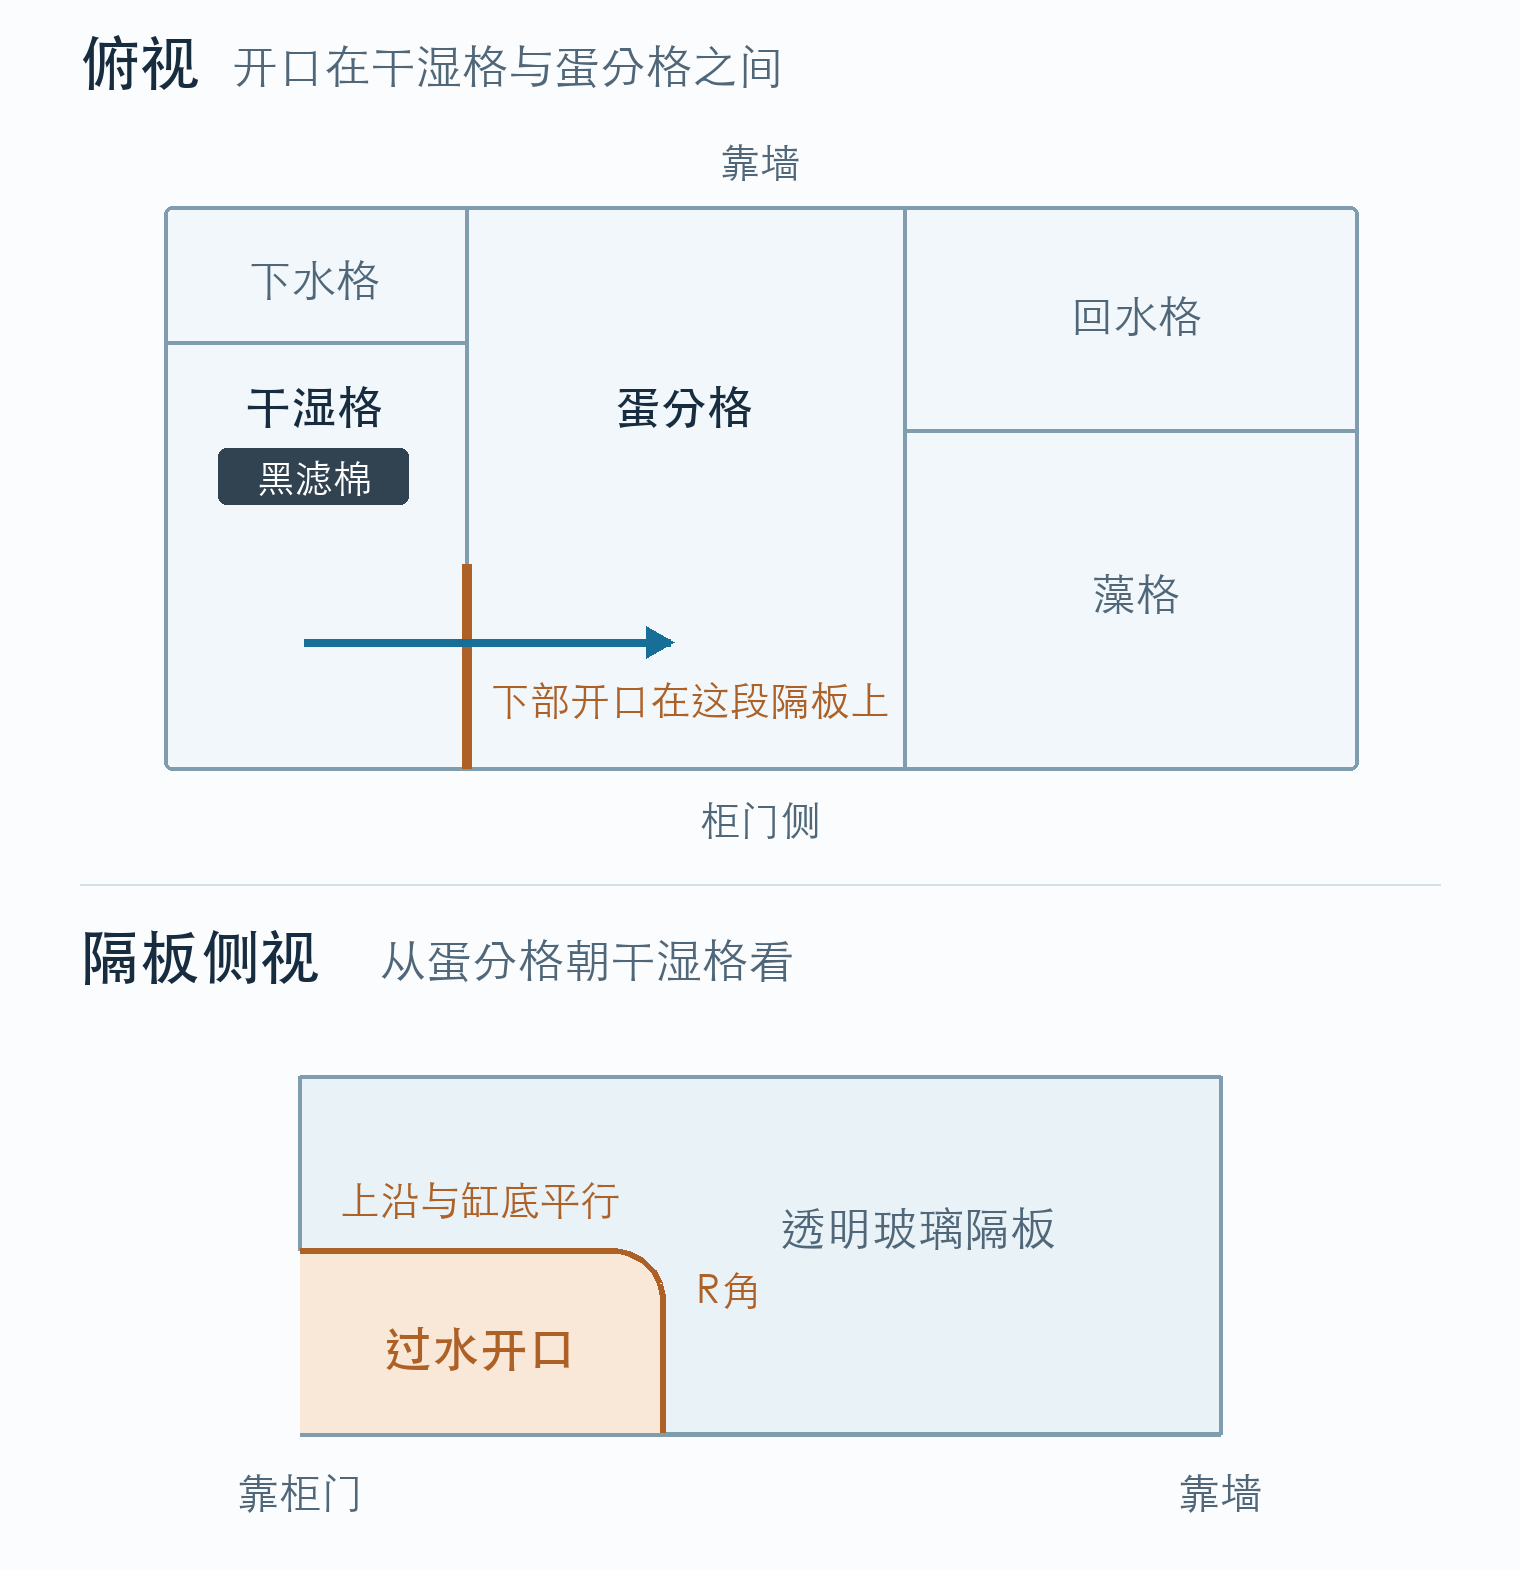 俯视 开口在干湿格与蛋分格之间
靠墙
下水格
回水格
干湿格
蛋分格
黑滤棉
藻格
下部开口在这段隔板上
柜门侧
隔板侧视 从蛋分格朝干湿格看
上沿与缸底平行
透明玻璃隔板
R角
过水开口
靠柜门
靠墙